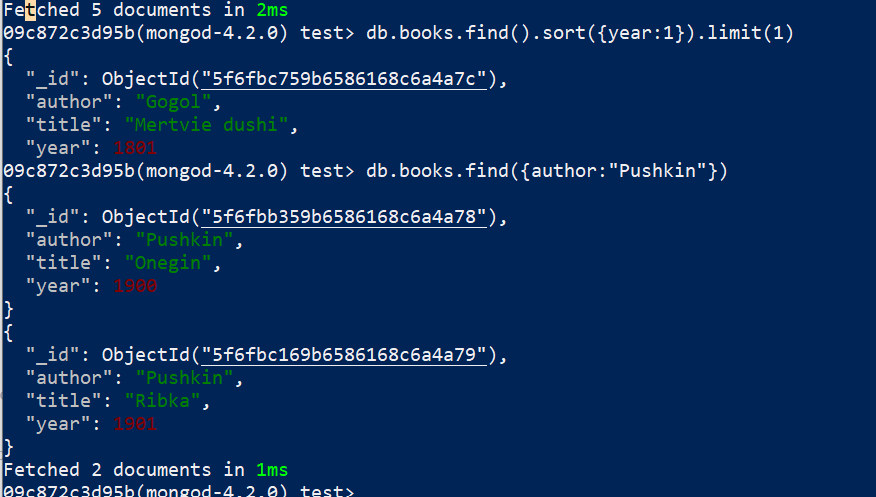 Fetched 5 documents in 2ms
09c872c3d95b(mongod-4.2.0) test> db.books.find().sort({year:1}).limit(1)
{
  "_id": ObjectId("5f6fbc759b6586168c6a4a7c"),
  "author": "Gogol",
  "title": "Mertvie dushi",
  "year": 1801
09c872c3d95b(mongod-4.2.0) test> db.books.find({author:"Pushkin"})
{
  "_id": ObjectId("5f6fbb359b6586168c6a4a78"),
  "author": "Pushkin",
  "title": "Onegin",
  "year": 1900
}
{
  "_id": ObjectId("5f6fbc169b6586168c6a4a79"),
  "author": "Pushkin",
  "title": "Ribka",
  "year": 1901
}
Fetched 2 documents in 1ms
09c872c3d95b(mongod-4.2.0) test>